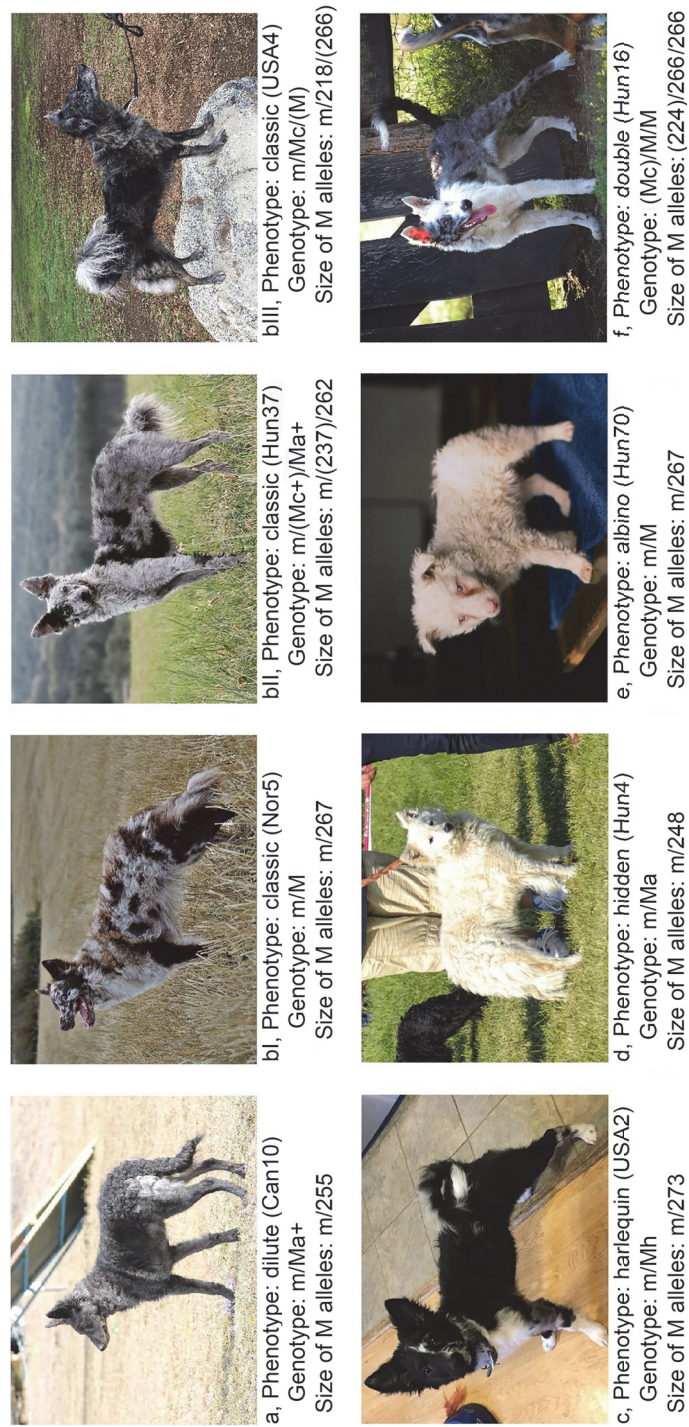 a, Phenotype: dilute (Can10)
Genotype: m/Ma+
Size of M alleles: m/255
bI, Phenotype: classic (Nor5)
Genotype: m/M
Size of M alleles: m/267
bII, Phenotype: classic (Hun37)
Genotype: m/(Mc+)/Ma+
Size of M alleles: m/(237)/262
bIII, Phenotype: classic (USA4)
Genotype: m/Mc/(M)
Size of M alleles: m/218/(266)
c, Phenotype: harlequin (USA2)
Genotype: m/Mh
Size of M alleles: m/273
d, Phenotype: hidden (Hun4)
Genotype: m/Ma
Size of M alleles: m/248
e, Phenotype: albino (Hun70)
Genotype: m/M
Size of M alleles: m/267
f, Phenotype: double (Hun16)
Genotype: (Mc)/M/M
Size of M alleles: (224)/266/266